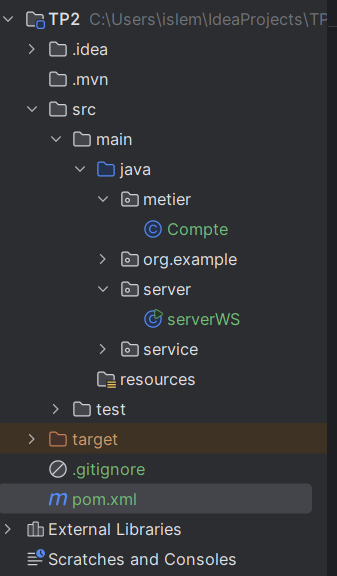 TP2 C:\Users\islem\IdeaProjects\TP
.idea
.mvn
src
main
java
metier
Compte
org.example
server
serverWS
service
resources
test
target
.gitignore
pom.xml
External Libraries
Scratches and Consoles